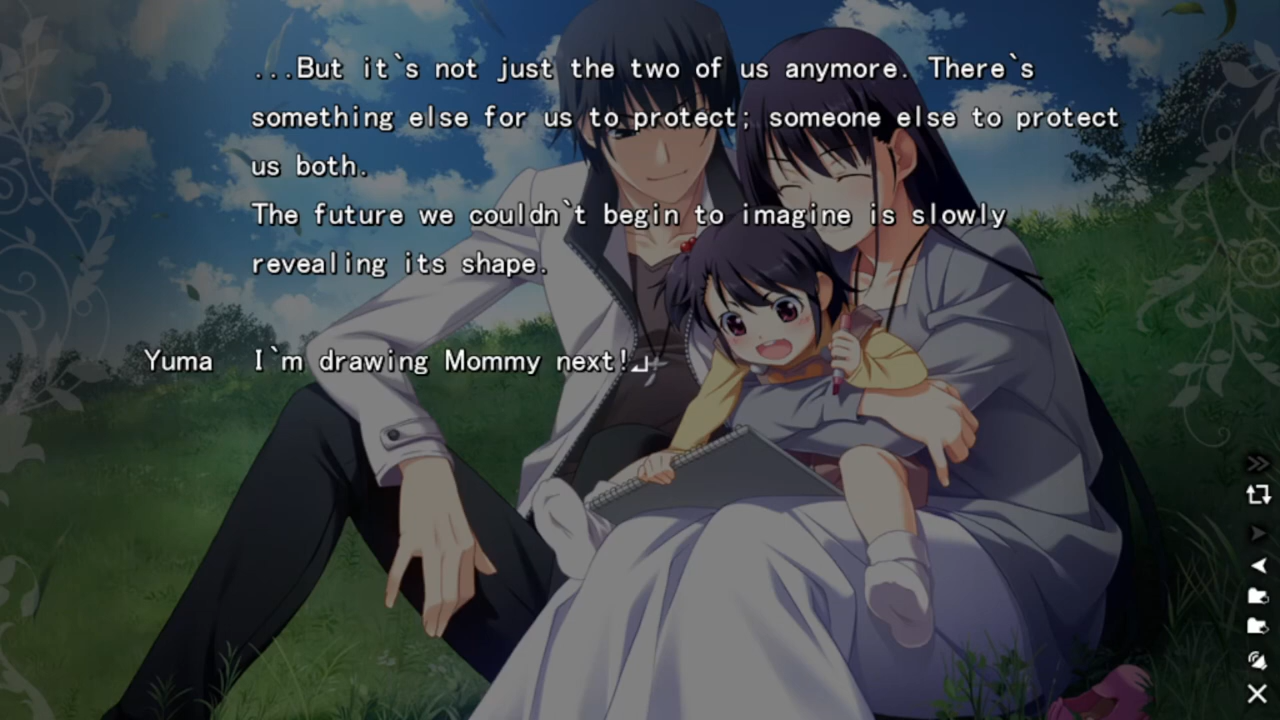 ...But it`s not just the two of us anymore. There`s
something else for us to protect; someone else to protect
us both.
The future we couldn`t begin to imagine is slowly
revealing its shape.
Yuma I`m drawing Mommy next!